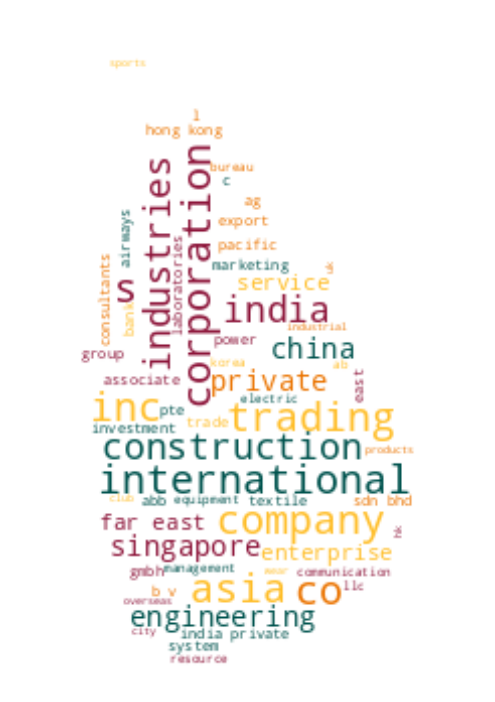 sports
l
hong kong
bureau
c
industries
corporation
ag
airways
export
laboratories
pacific
consultants
marketing
s
service
bank
india
industrial
power
china
group
korea
ab
associate
private
east
electric
inc
pte
trading
investment
trade
construction
products
international
club
abb
equipment
textile
sdn bhd
far east
company
hk
singapore
enterprise
gmbh
management
wear
communication
asia
co
llc
b v
overseas
engineering
city
india private
system
resource